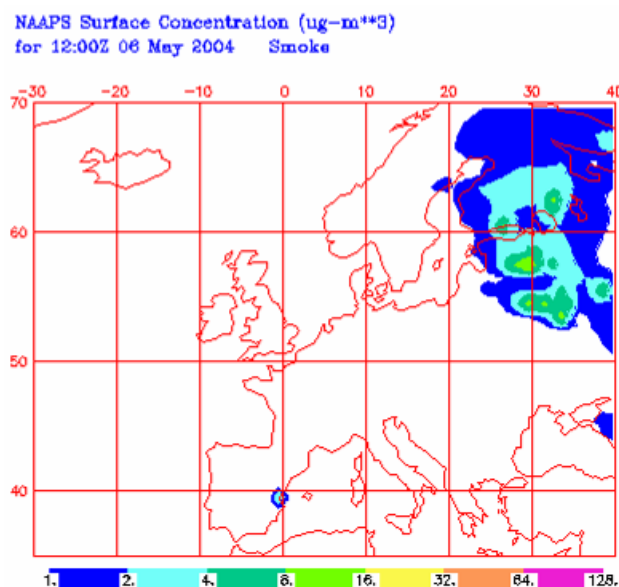 NAAPS Surface Concentration (ug-m**3)
for 12:00Z 06 May 2004 Smoke
-30 -20 -10 0 10 20 30 40
70
60
50
40
1. 2. 4. 8. 16. 32. 64. 128.